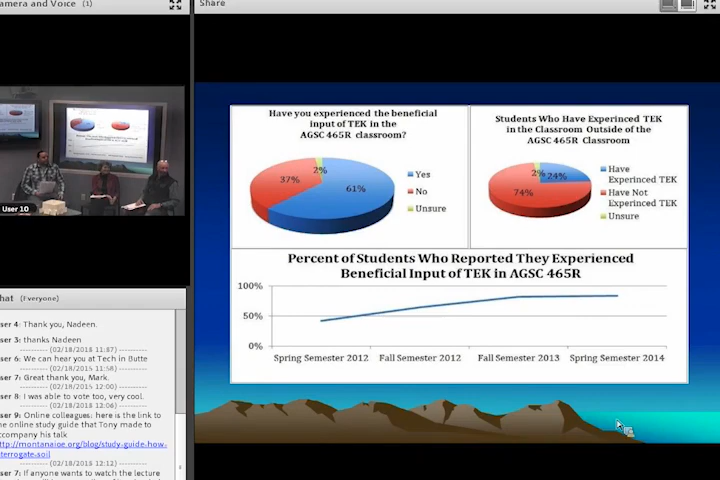 amera and Voice (1)
Share
User 10
hat (Everyone)
ser 4: Thank you, Nadeen.
ser 3: thanks Nadeen
---------- (02/18/2018 11:87) ----------
ser 6: We can hear you at Tech in Butte
---------- (02/18/2015 11:58) ----------
ser 7: Great thank you, Mark.
---------- (02/18/2015 12:00) ----------
ser 8: I was able to vote too, very cool.
---------- (02/18/2018 12:06) ----------
ser 9: Online colleagues: here is the link to
he online study guide that Tony made to
ccompany his talk
http://montanaioe.org/blog/study-guide-how-
terrogate-soil
---------- (02/18/2018 12:12) ----------
ser 7: If anyone wants to watch the lecture
Have you experienced the beneficial
input of TEK in the
AGSC 465R classroom?
2%
37%
61%
Yes
No
Unsure
Students Who Have Experinced TEK
in the Classroom Outside of the
AGSC 465R Classroom
2%
24%
74%
Have
Experinced TEK
Have Not
Experinced TEK
Unsure
Percent of Students Who Reported They Experienced
Beneficial Input of TEK in AGSC 465R
100%
50%
0%
Spring Semester 2012
Fall Semester 2012
Fall Semester 2013
Spring Semester 2014